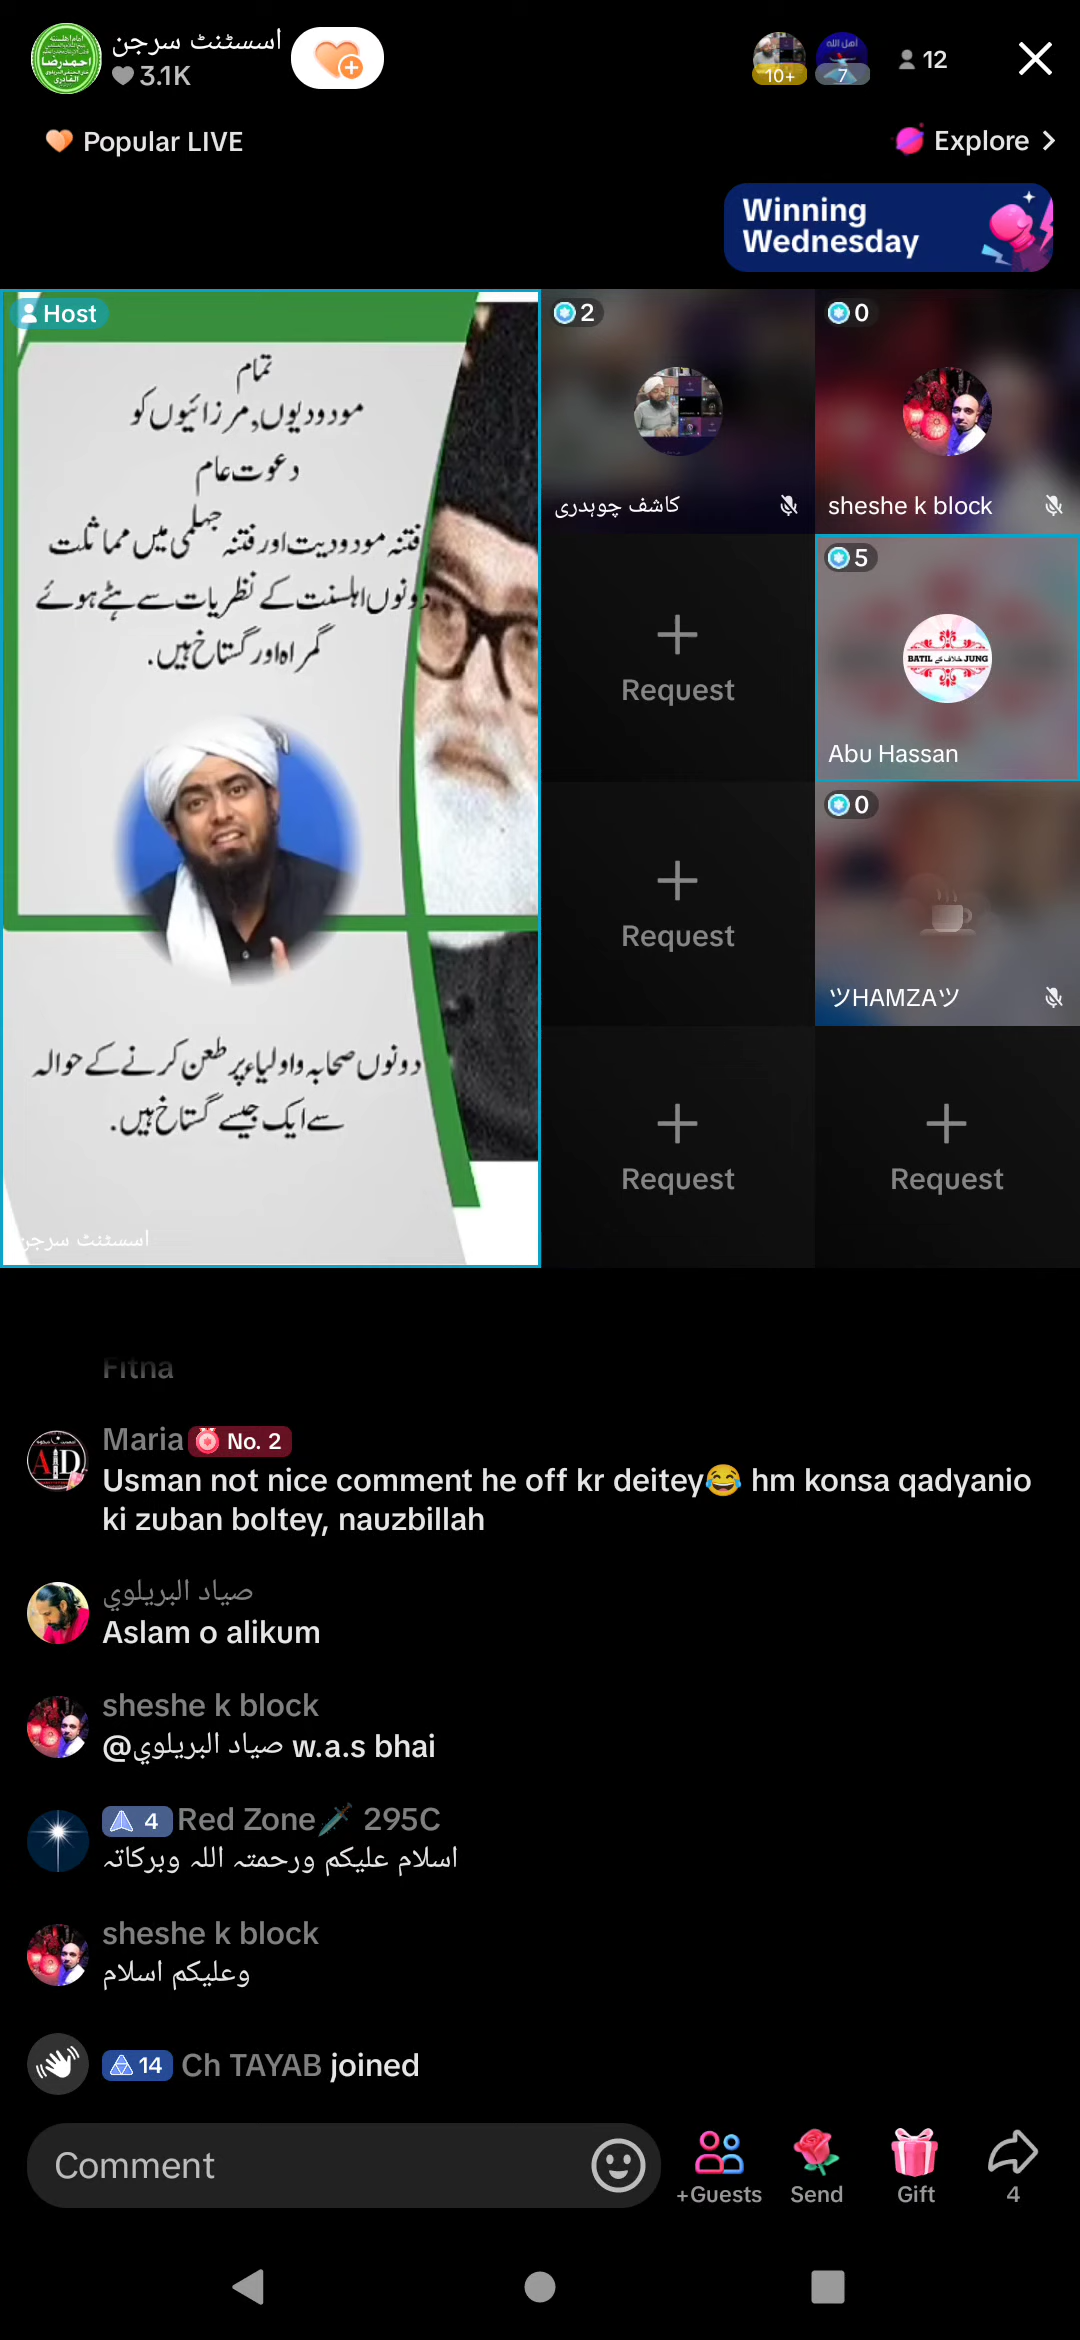 اسسٹنٹ سرجن
3.1K
10+
7
12
Popular LIVE
Explore
Winning
Wednesday
Host
تمام
مودودیوں، مرزائیوں کو
دعوت عام
فتنہ مودودیت اور فتنہ جہلمی میں مماثلت
دونوں اہلسنت کے نظریات سے ہٹے ہوئے
گمراہ اور گستاخ ہیں.
دونوں صحابہ و اولیاء پر طعن کرنے کے حوالہ
سے ایک جیسے گستاخ ہیں.
اسسٹنٹ سرجن
2
کاشف چوہدری
0
sheshe k block
Request
5
BATIL خلاف کے JUNG
Abu Hassan
Request
0
ツHAMZAツ
Request
Request
Fitna
Maria No. 2
Usman not nice comment he off kr deitey😂 hm konsa qadyanio
ki zuban boltey, nauzbillah
صياد البريلوي
Aslam o alikum
sheshe k block
@صياد البريلوي w.a.s bhai
4 Red Zone🗡️ 295C
اسلام علیکم ورحمتہ اللہ وبرکاتہ
sheshe k block
وعلیکم اسلام
14 Ch TAYAB joined
Comment
+Guests
Send
Gift
4